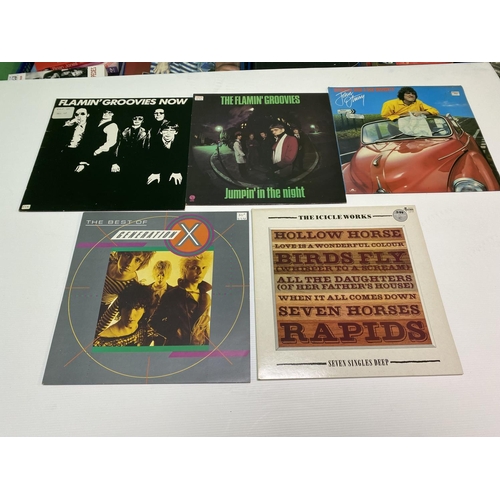 FLAMIN' GROOVIES NOW
THE FLAMIN' GROOVIES
Jumpin' in the night
THE BEST OF
GENERATION X
THE ICICLE WORKS
HOLLOW HORSE
LOVE IS A WONDERFUL COLOUR
BIRDS FLY
(WHISPER TO A SCREAM)
ALL THE DAUGHTERS
(OF HER FATHER'S HOUSE)
WHEN IT ALL COMES DOWN
SEVEN HORSES
RAPIDS
SEVEN SINGLES DEEP